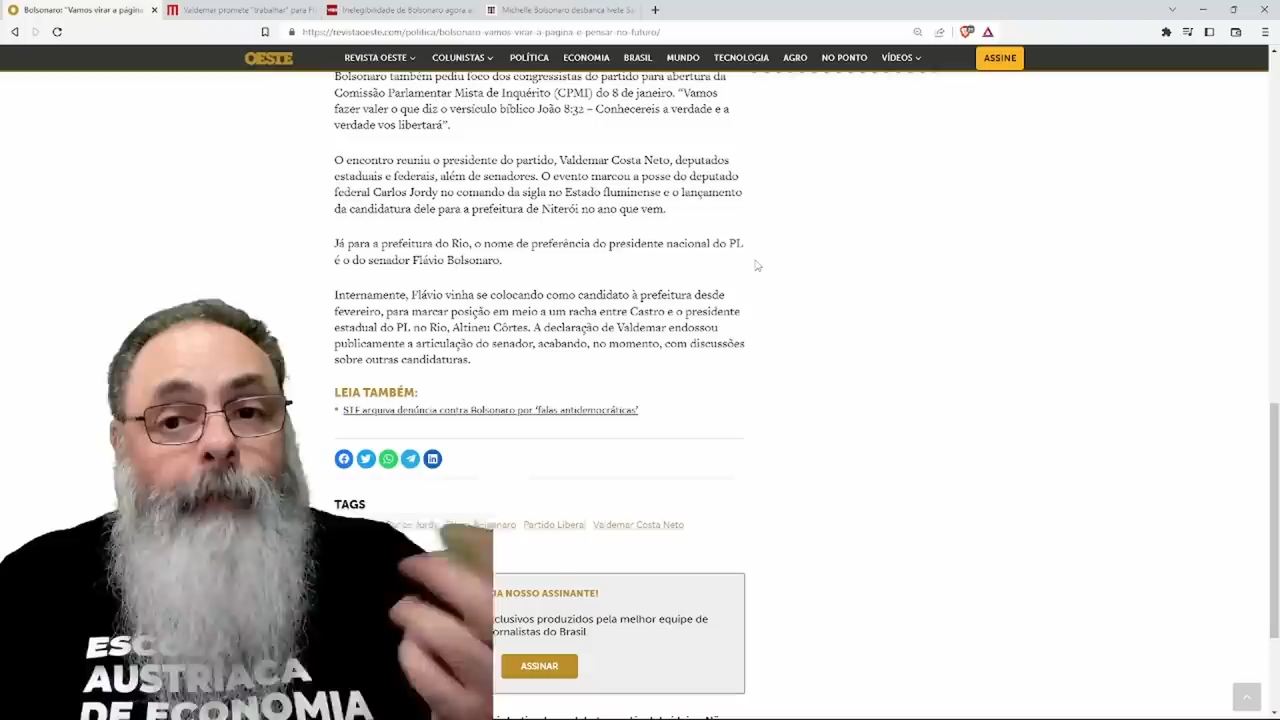 Bolsonaro: "Vamos virar a página
Valdemar promete "trabalhar" para Fl
Inelegibilidade de Bolsonaro agora a
Michelle Bolsonaro desbanca Ivete Sa
https://revistaoeste.com/politica/bolsonaro-vamos-virar-a-pagina-e-pensar-no-futuro/
OESTE
REVISTA OESTE
COLUNISTAS
POLÍTICA
ECONOMIA
BRASIL
MUNDO
TECNOLOGIA
AGRO
NO PONTO
VÍDEOS
ASSINE
Bolsonaro também pediu foco dos congressistas do partido para abertura da
Comissão Parlamentar Mista de Inquérito (CPMI) do 8 de janeiro. “Vamos
fazer valer o que diz o versículo bíblico João 8:32 – Conhecereis a verdade e a
verdade vos libertará”.
O encontro reuniu o presidente do partido, Valdemar Costa Neto, deputados
estaduais e federais, além de senadores. O evento marcou a posse do deputado
federal Carlos Jordy no comando da sigla no Estado fluminense e o lançamento
da candidatura dele para a prefeitura de Niterói no ano que vem.
Já para a prefeitura do Rio, o nome de preferência do presidente nacional do PL
é o do senador Flávio Bolsonaro.
Internamente, Flávio vinha se colocando como candidato à prefeitura desde
fevereiro, para marcar posição em meio a um racha entre Castro e o presidente
estadual do PL no Rio, Altineu Côrtes. A declaração de Valdemar endossou
publicamente a articulação do senador, acabando, no momento, com discussões
sobre outras candidaturas.
LEIA TAMBÉM:
STF arquiva denúncia contra Bolsonaro por ‘falas antidemocráticas’
TAGS
Jordy
Bolsonaro
Partido Liberal
Valdemar Costa Neto
NOSSO ASSINANTE!
clusivos produzidos pela melhor equipe de
ornalistas do Brasil
ASSINAR
ESCO
AUSTRIACA
DE ECONOMIA